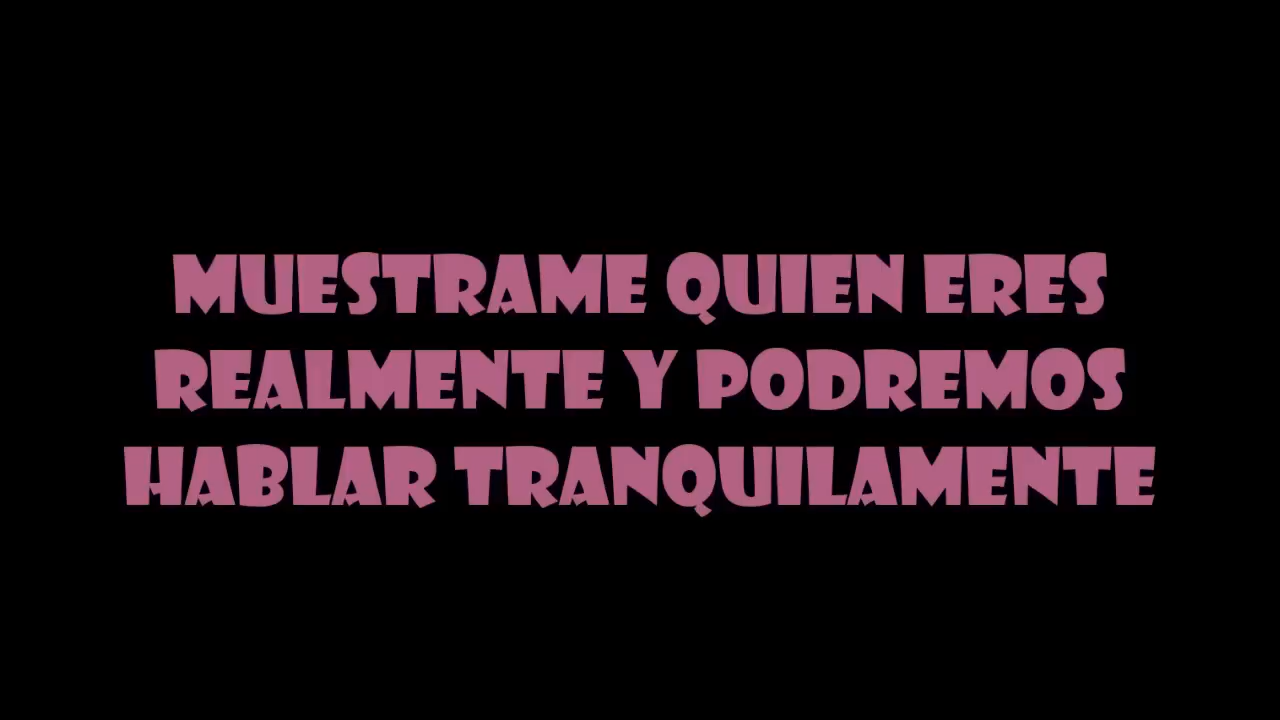 MUESTRAME QUIEN ERES
REALMENTE Y PODREMOS
HABLAR TRANQUILAMENTE